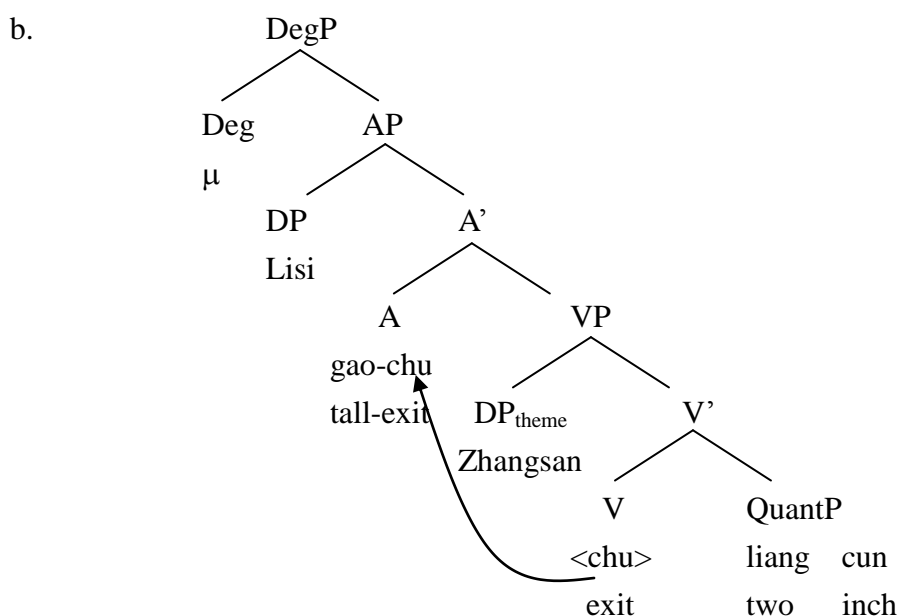 b. DegP
Deg AP
μ
DP A’
Lisi
A VP
gao-chu
tall-exit DPtheme V’
Zhangsan
V QuantP
<chu> liang cun
exit two inch